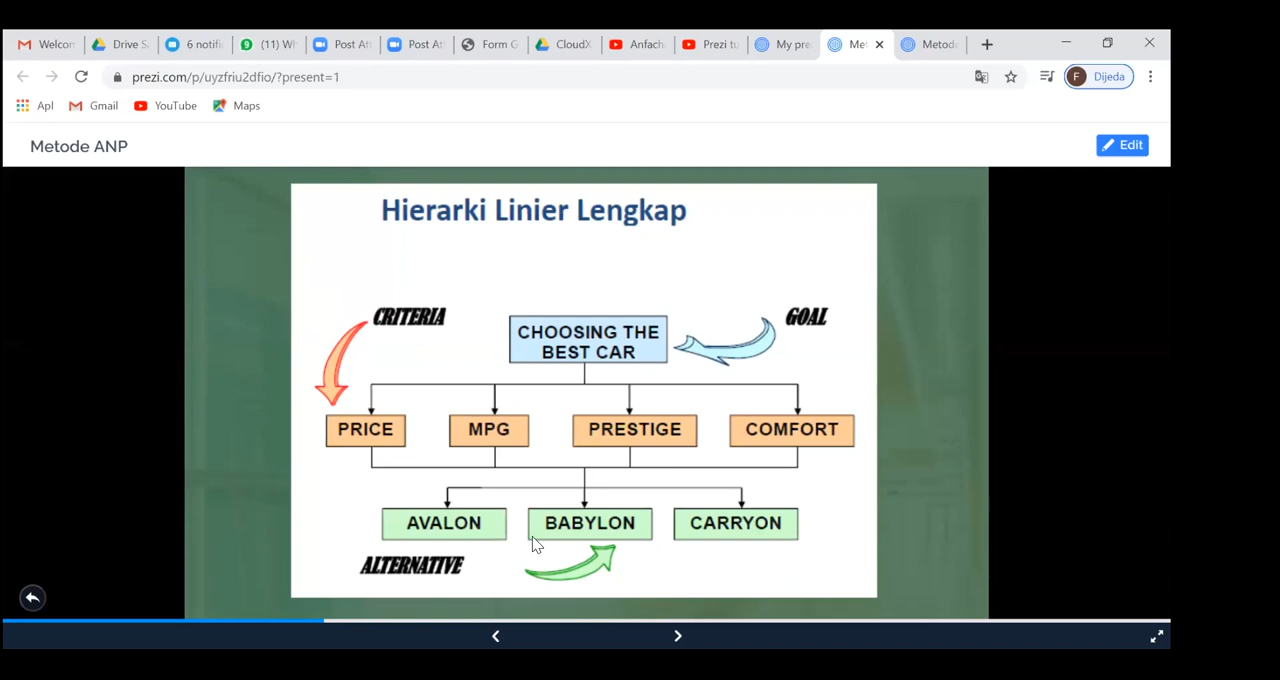 Welcom
Drive S
6 notifi
(11) Wh
Post At
Post At
Form G
CloudX
Anfach
Prezi tu
My pre
Met
Metode
prezi.com/p/uyzfriu2dfio/?present=1
F
Dijeda
Apl
Gmail
YouTube
Maps
Metode ANP
Edit
Hierarki Linier Lengkap
CRITERIA
GOAL
CHOOSING THE
BEST CAR
PRICE
MPG
PRESTIGE
COMFORT
AVALON
BABYLON
CARRYON
ALTERNATIVE